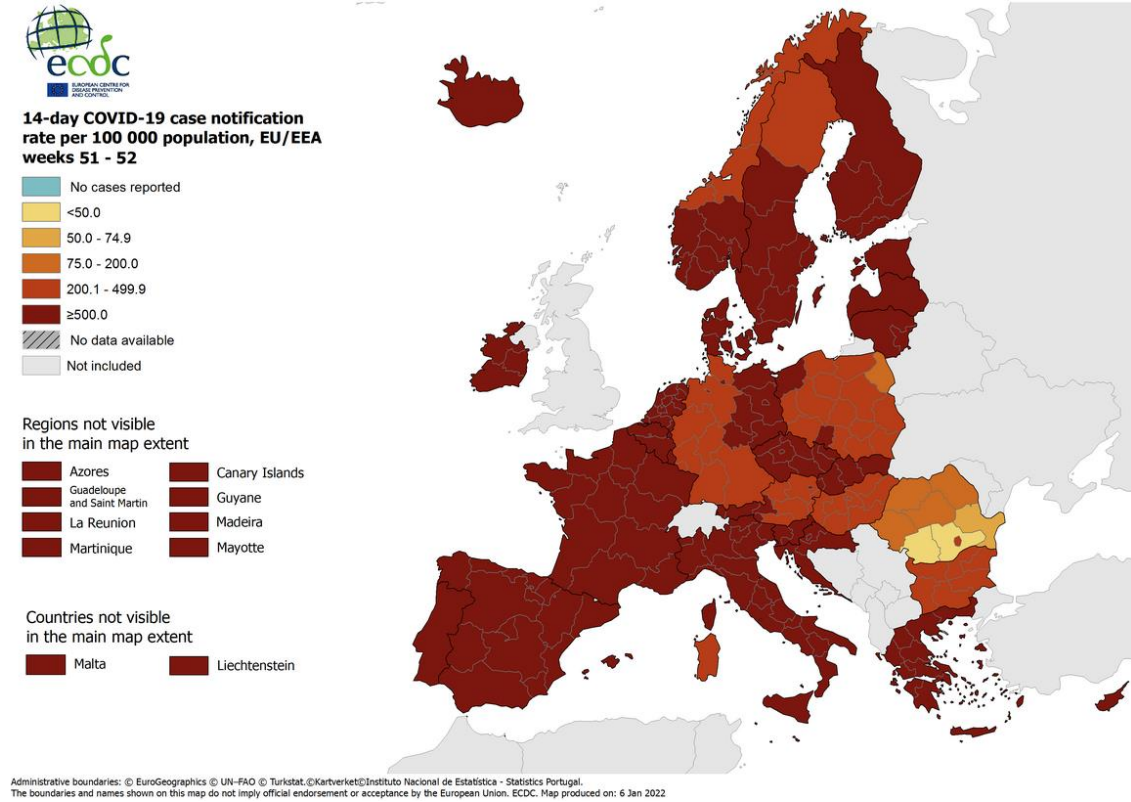 ecdc
EUROPEAN CENTRE FOR
DISEASE PREVENTION
AND CONTROL
14-day COVID-19 case notification
rate per 100 000 population, EU/EEA
weeks 51 - 52
No cases reported
<50.0
50.0 - 74.9
75.0 - 200.0
200.1 - 499.9
≥500.0
No data available
Not included
Regions not visible
in the main map extent
Azores
Canary Islands
Guadeloupe
and Saint Martin
Guyane
La Reunion
Madeira
Martinique
Mayotte
Countries not visible
in the main map extent
Malta
Liechtenstein
Administrative boundaries: © EuroGeographics © UN–FAO © Turkstat.©Kartverket©Instituto Nacional de Estatística - Statistics Portugal.
The boundaries and names shown on this map do not imply official endorsement or acceptance by the European Union. ECDC. Map produced on: 6 Jan 2022